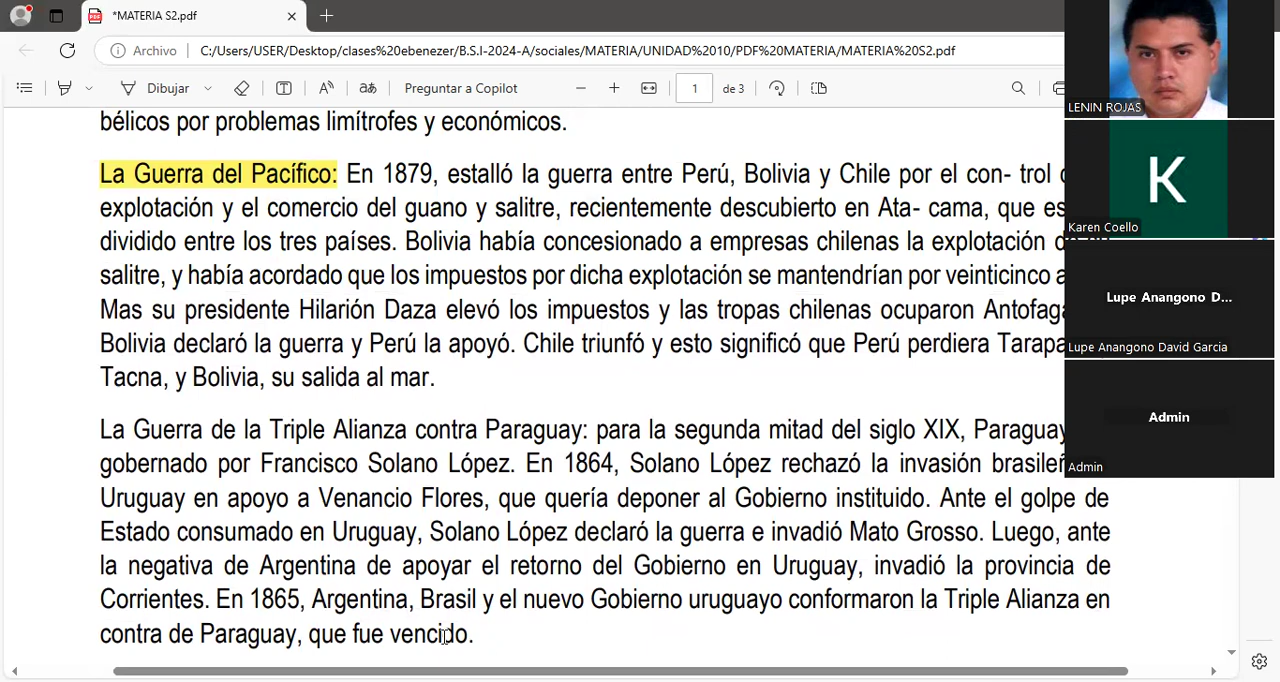 *MATERIA S2.pdf
Archivo C:/Users/USER/Desktop/clases%20ebenezer/B.S.I-2024-A/sociales/MATERIA/UNIDAD%2010/PDF%20MATERIA/MATERIA%20S2.pdf
Dibujar Preguntar a Copilot 1 de 3
bélicos por problemas limítrofes y económicos.
La Guerra del Pacífico: En 1879, estalló la guerra entre Perú, Bolivia y Chile por el con- trol
explotación y el comercio del guano y salitre, recientemente descubierto en Ata- cama, que
dividido entre los tres países. Bolivia había concesionado a empresas chilenas la explotación
salitre, y había acordado que los impuestos por dicha explotación se mantendrían por veinticinco
Mas su presidente Hilarión Daza elevó los impuestos y las tropas chilenas ocuparon
Bolivia declaró la guerra y Perú la apoyó. Chile triunfó y esto significó que Perú perdiera
Tacna, y Bolivia, su salida al mar.
La Guerra de la Triple Alianza contra Paraguay: para la segunda mitad del siglo XIX, Paraguay
gobernado por Francisco Solano López. En 1864, Solano López rechazó la invasión
Uruguay en apoyo a Venancio Flores, que quería deponer al Gobierno instituido. Ante el golpe de
Estado consumado en Uruguay, Solano López declaró la guerra e invadió Mato Grosso. Luego, ante
la negativa de Argentina de apoyar el retorno del Gobierno en Uruguay, invadió la provincia de
Corrientes. En 1865, Argentina, Brasil y el nuevo Gobierno uruguayo conformaron la Triple Alianza en
contra de Paraguay, que fue vencido.
LENIN ROJAS
K
Karen Coello
Lupe Anangono D...
Lupe Anangono David Garcia
Admin
Admin